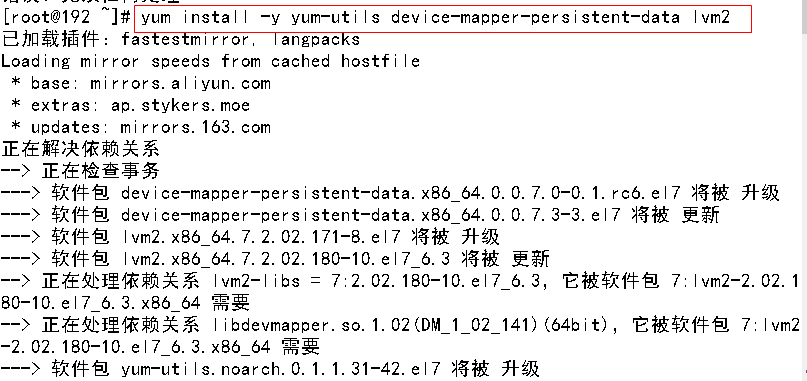 [root@192 ~]# yum install -y yum-utils device-mapper-persistent-data lvm2
已加载插件：fastestmirror, langpacks
Loading mirror speeds from cached hostfile
 * base: mirrors.aliyun.com
 * extras: ap.stykers.moe
 * updates: mirrors.163.com
正在解决依赖关系
--> 正在检查事务
---> 软件包 device-mapper-persistent-data.x86_64.0.0.7.0-0.1.rc6.el7 将被 升级
---> 软件包 device-mapper-persistent-data.x86_64.0.0.7.3-3.el7 将被 更新
---> 软件包 lvm2.x86_64.7.2.02.171-8.el7 将被 升级
---> 软件包 lvm2.x86_64.7.2.02.180-10.el7_6.3 将被 更新
--> 正在处理依赖关系 lvm2-libs = 7:2.02.180-10.el7_6.3，它被软件包 7:lvm2-2.02.1
80-10.el7_6.3.x86_64 需要
--> 正在处理依赖关系 libdevmapper.so.1.02(DM_1_02_141)(64bit)，它被软件包 7:lvm2
-2.02.180-10.el7_6.3.x86_64 需要
---> 软件包 yum-utils.noarch.0.1.1.31-42.el7 将被 升级